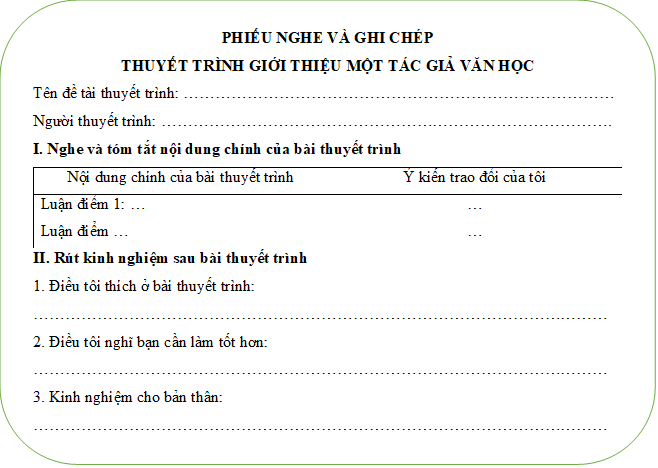 PHIẾU NGHE VÀ GHI CHÉP
THUYẾT TRÌNH GIỚI THIỆU MỘT TÁC GIẢ VĂN HỌC
Tên đề tài thuyết trình: ……………………………………………………………………
Người thuyết trình: ……………………………………………………………………….
I. Nghe và tóm tắt nội dung chính của bài thuyết trình
Nội dung chính của bài thuyết trình Ý kiến trao đổi của tôi
Luận điểm 1: … …
Luận điểm … …
II. Rút kinh nghiệm sau bài thuyết trình
1. Điều tôi thích ở bài thuyết trình:
……………………………………………………………………………………………
2. Điều tôi nghĩ bạn cần làm tốt hơn:
……………………………………………………………………………………………
3. Kinh nghiệm cho bản thân:
……………………………………………………………………………………………